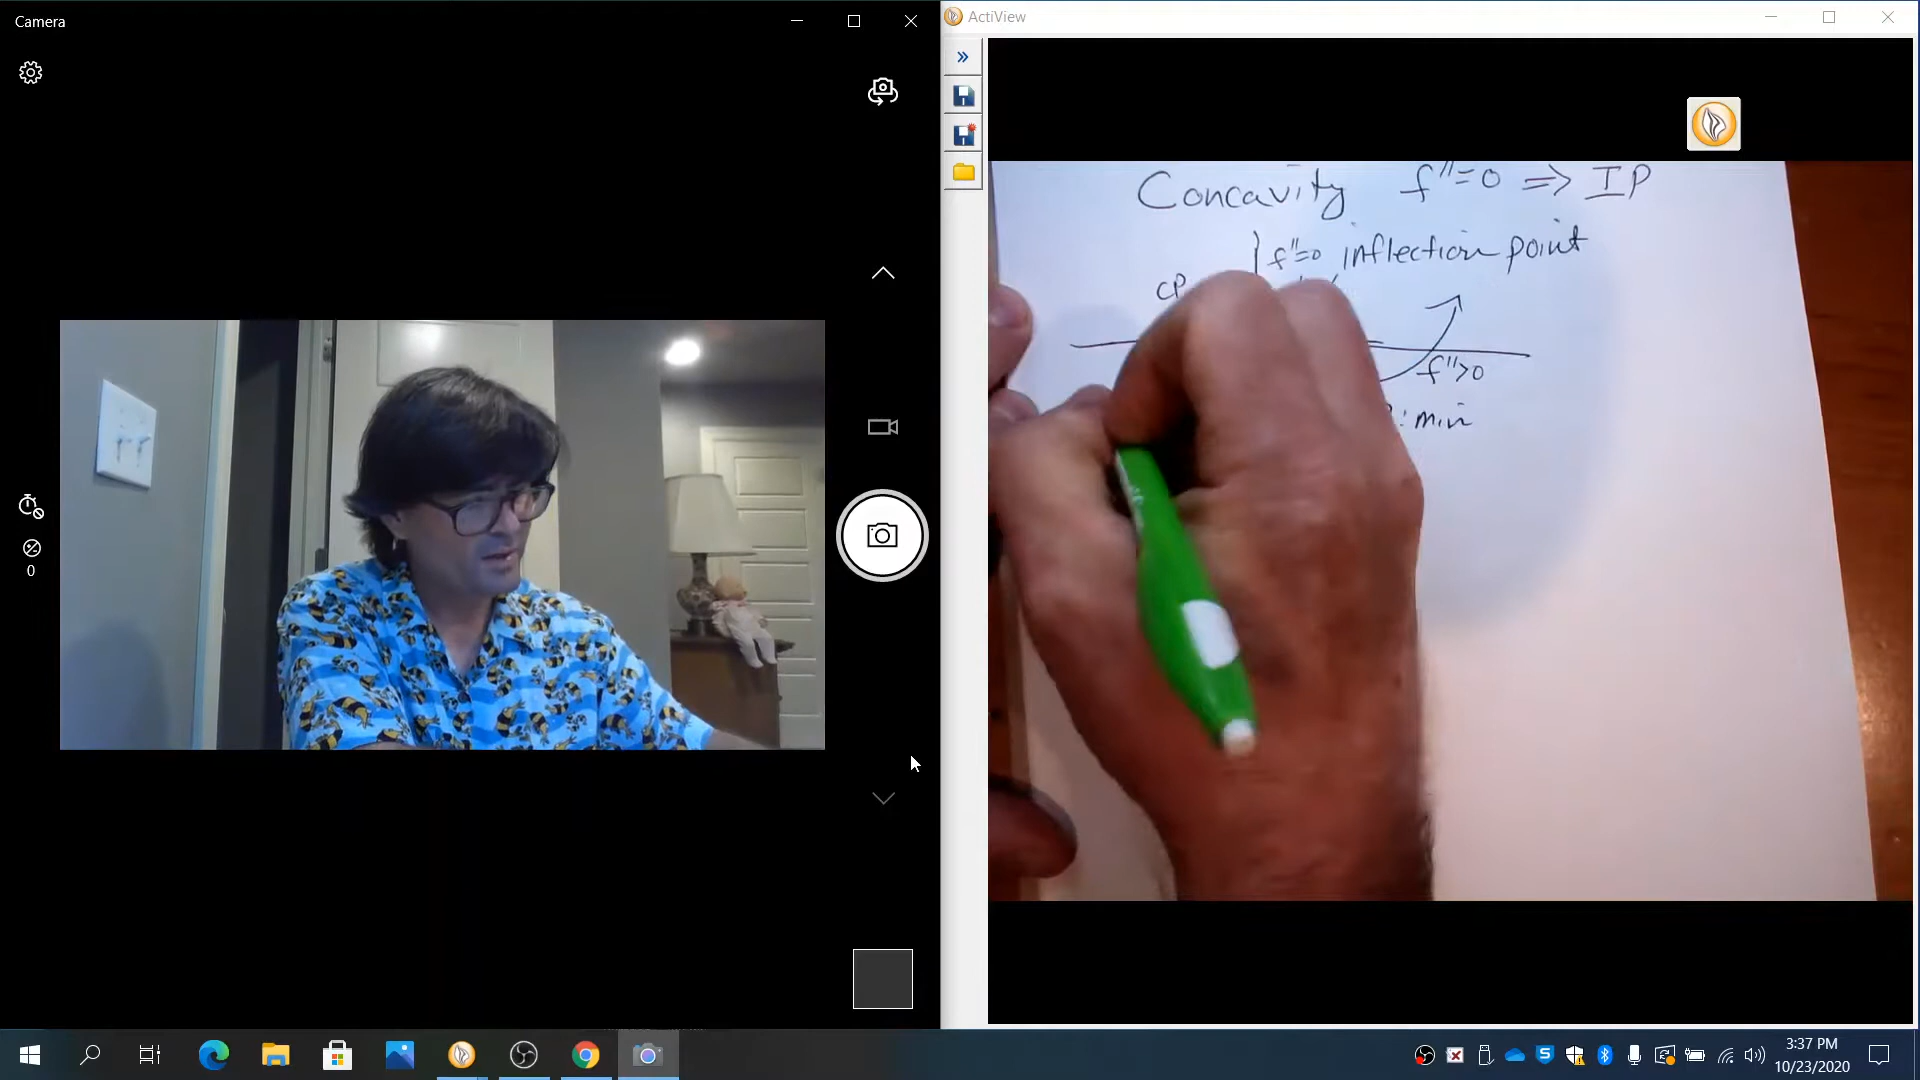 Camera
ActiView
Concavity f''=0 => IP
f''=0 inflection point
CP
f''>0
: min
0
3:37 PM
10/23/2020